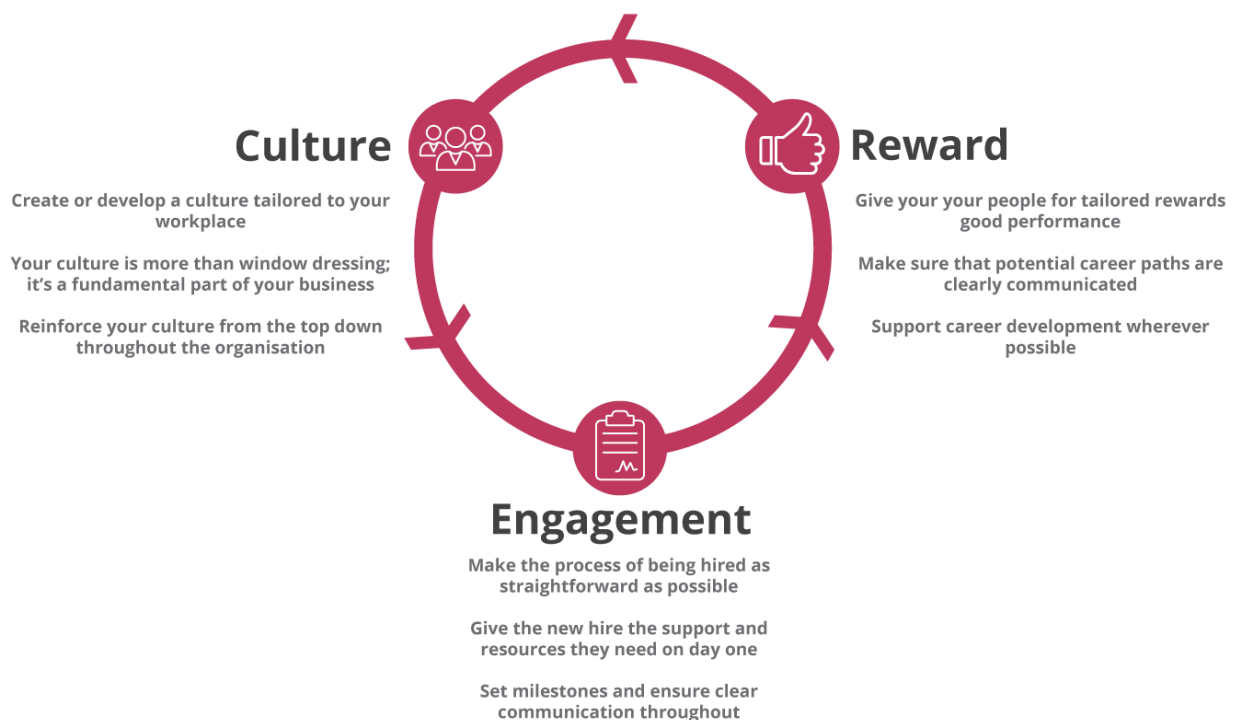 Culture
Create or develop a culture tailored to your
workplace
Your culture is more than window dressing;
it's a fundamental part of your business
Reinforce your culture from the top down
throughout the organisation
Reward
Give your your people for tailored rewards
good performance
Make sure that potential career paths are
clearly communicated
Support career development wherever
possible
Engagement
Make the process of being hired as
straightforward as possible
Give the new hire the support and
resources they need on day one
Set milestones and ensure clear
communication throughout